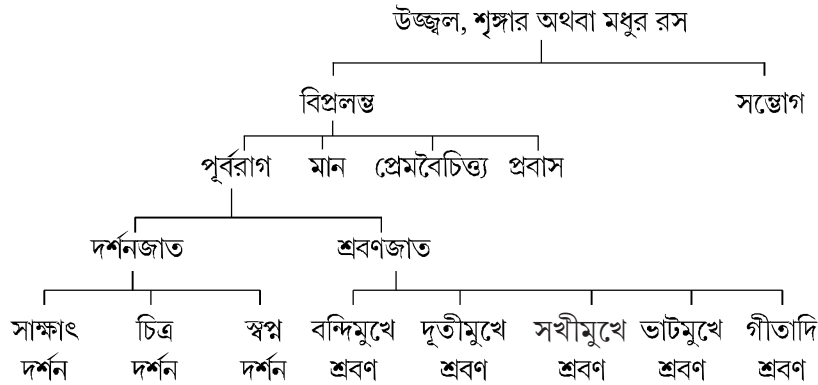 উজ্জ্বল, শৃঙ্গার অথবা মধুর রস
বিপ্রলম্ভ সম্ভোগ
পূর্বরাগ মান প্রেমবৈচিত্ত্য প্রবাস
দর্শনজাত শ্রবণজাত
সাক্ষাৎ চিত্র স্বপ্ন বন্দিমুখে দূতীমুখে সখীমুখে ভাটমুখে গীতাদি
দর্শন দর্শন দর্শন শ্রবণ শ্রবণ শ্রবণ শ্রবণ শ্রবণ